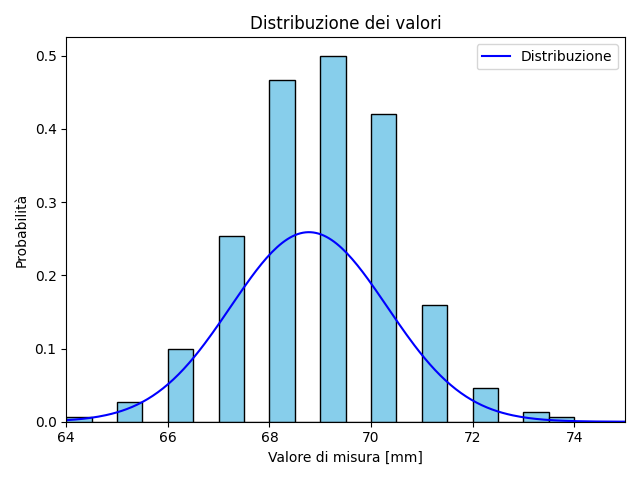 Distribuzione dei valori
Distribuzione
Probabilità
0.5
0.4
0.3
0.2
0.1
0.0
64 66 68 70 72 74
Valore di misura [mm]